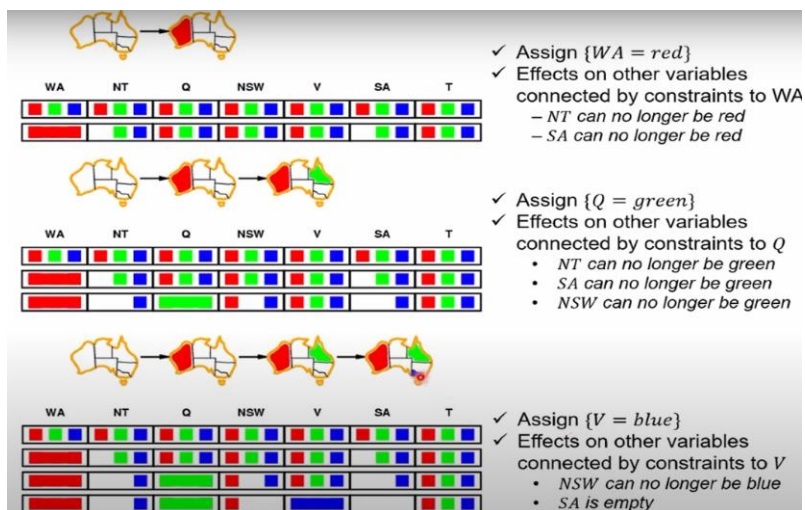 ✓ Assign {WA = red}
✓ Effects on other variables
connected by constraints to WA
– NT can no longer be red
– SA can no longer be red
WA NT Q NSW V SA T
✓ Assign {Q = green}
✓ Effects on other variables
connected by constraints to Q
• NT can no longer be green
• SA can no longer be green
• NSW can no longer be green
WA NT Q NSW V SA T
✓ Assign {V = blue}
✓ Effects on other variables
connected by constraints to V
• NSW can no longer be blue
• SA is empty
WA NT Q NSW V SA T